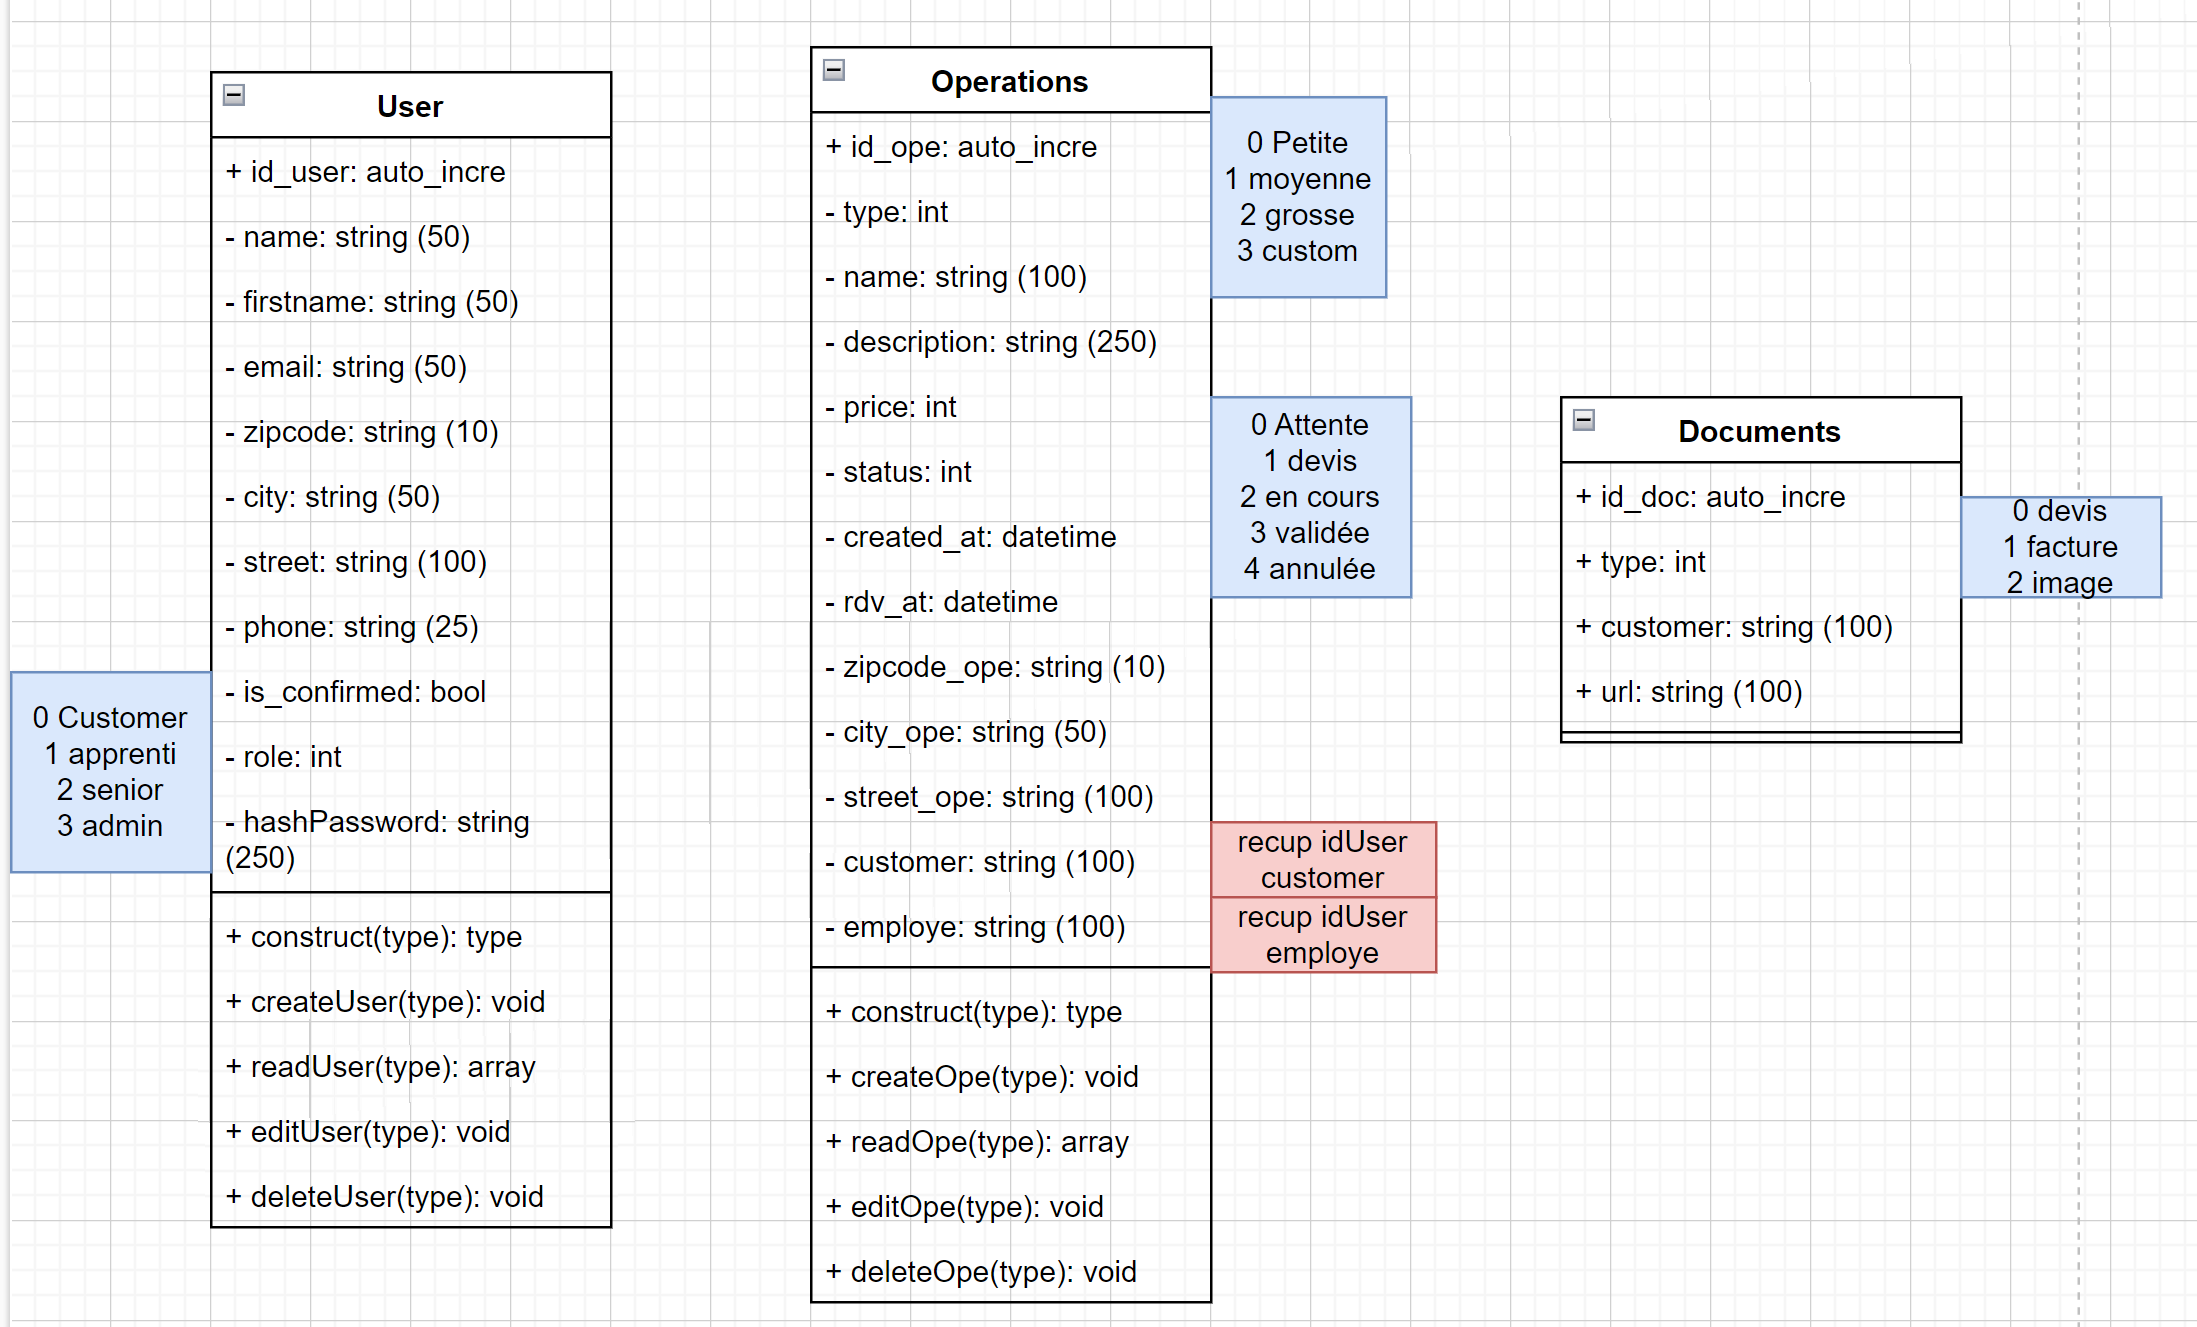 User
+ id_user: auto_incre
- name: string (50)
- firstname: string (50)
- email: string (50)
- zipcode: string (10)
- city: string (50)
- street: string (100)
- phone: string (25)
- is_confirmed: bool
- role: int
- hashPassword: string
(250)
+ construct(type): type
+ createUser(type): void
+ readUser(type): array
+ editUser(type): void
+ deleteUser(type): void
0 Customer
1 apprenti
2 senior
3 admin
Operations
+ id_ope: auto_incre
- type: int
- name: string (100)
- description: string (250)
- price: int
- status: int
- created_at: datetime
- rdv_at: datetime
- zipcode_ope: string (10)
- city_ope: string (50)
- street_ope: string (100)
- customer: string (100)
- employe: string (100)
+ construct(type): type
+ createOpe(type): void
+ readOpe(type): array
+ editOpe(type): void
+ deleteOpe(type): void
0 Petite
1 moyenne
2 grosse
3 custom
0 Attente
1 devis
2 en cours
3 validée
4 annulée
recup idUser
customer
recup idUser
employe
Documents
+ id_doc: auto_incre
+ type: int
+ customer: string (100)
+ url: string (100)
0 devis
1 facture
2 image